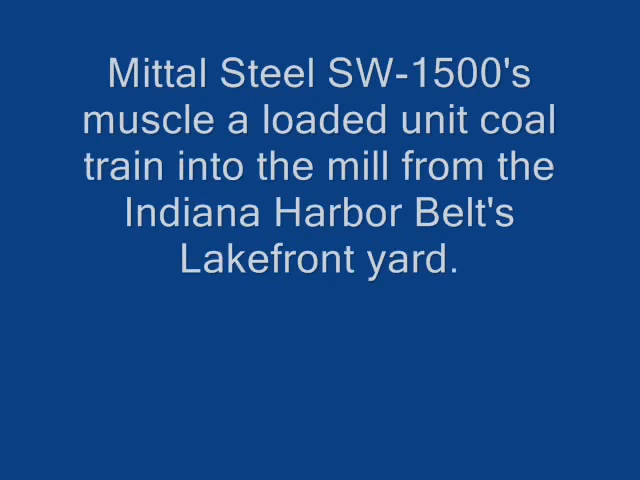 Mittal Steel SW-1500's
muscle a loaded unit coal
train into the mill from the
Indiana Harbor Belt's
Lakefront yard.